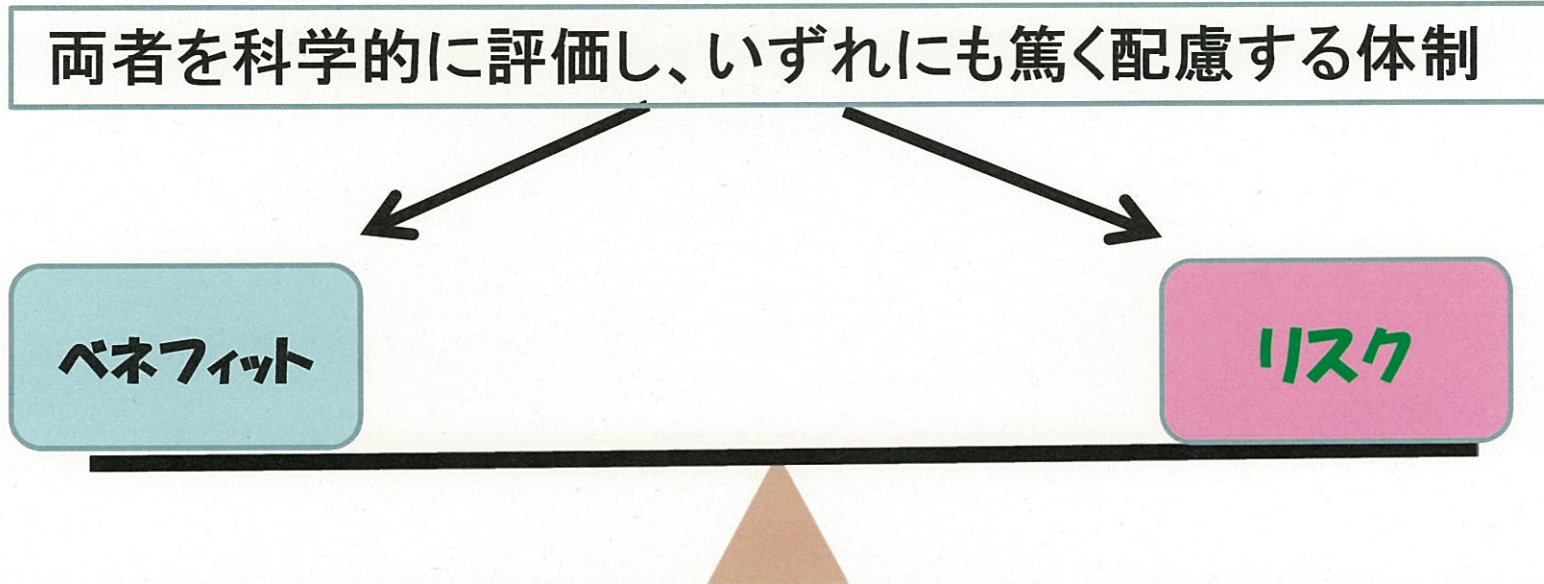 両者を科学的に評価し、いずれにも篤く配慮する体制
ベネフィット
リスク